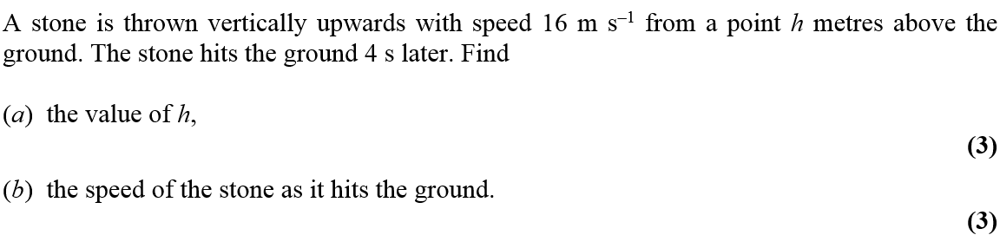 A stone is thrown vertically upwards with speed 16 m s⁻¹ from a point h metres above the
ground. The stone hits the ground 4 s later. Find
(a) the value of h,
(3)
(b) the speed of the stone as it hits the ground.
(3)